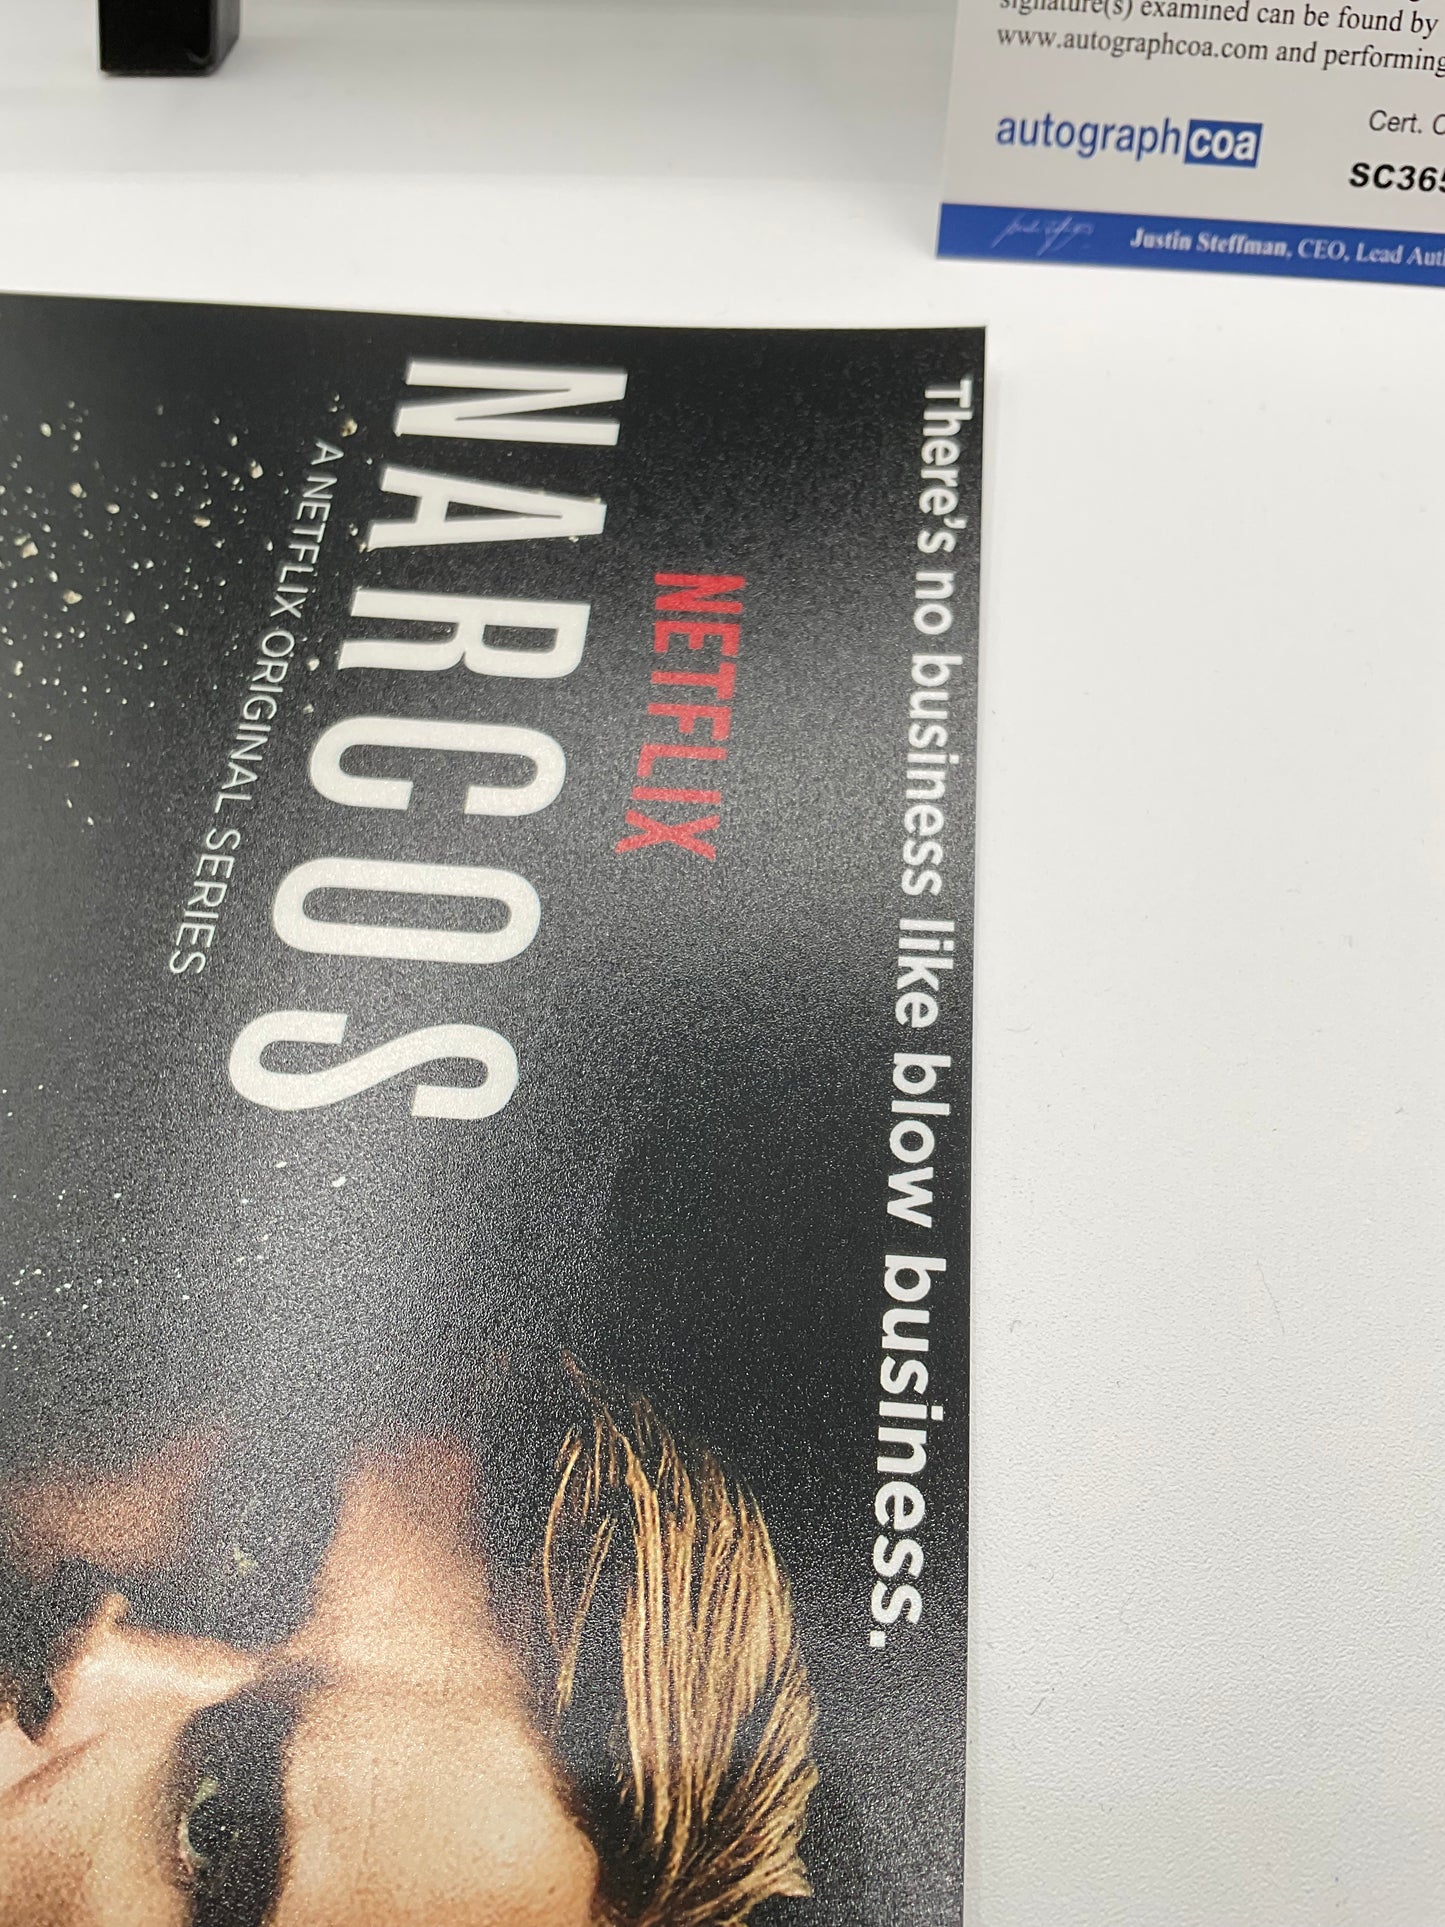 signature(s) examined can be found by
www.autographcoa.com and performing
autographcoa
Cert.
SC365
Justin Steffman, CEO, Lead
There's no business like blow business.
NETFLIX
NARCOS
A NETFLIX ORIGINAL SERIES